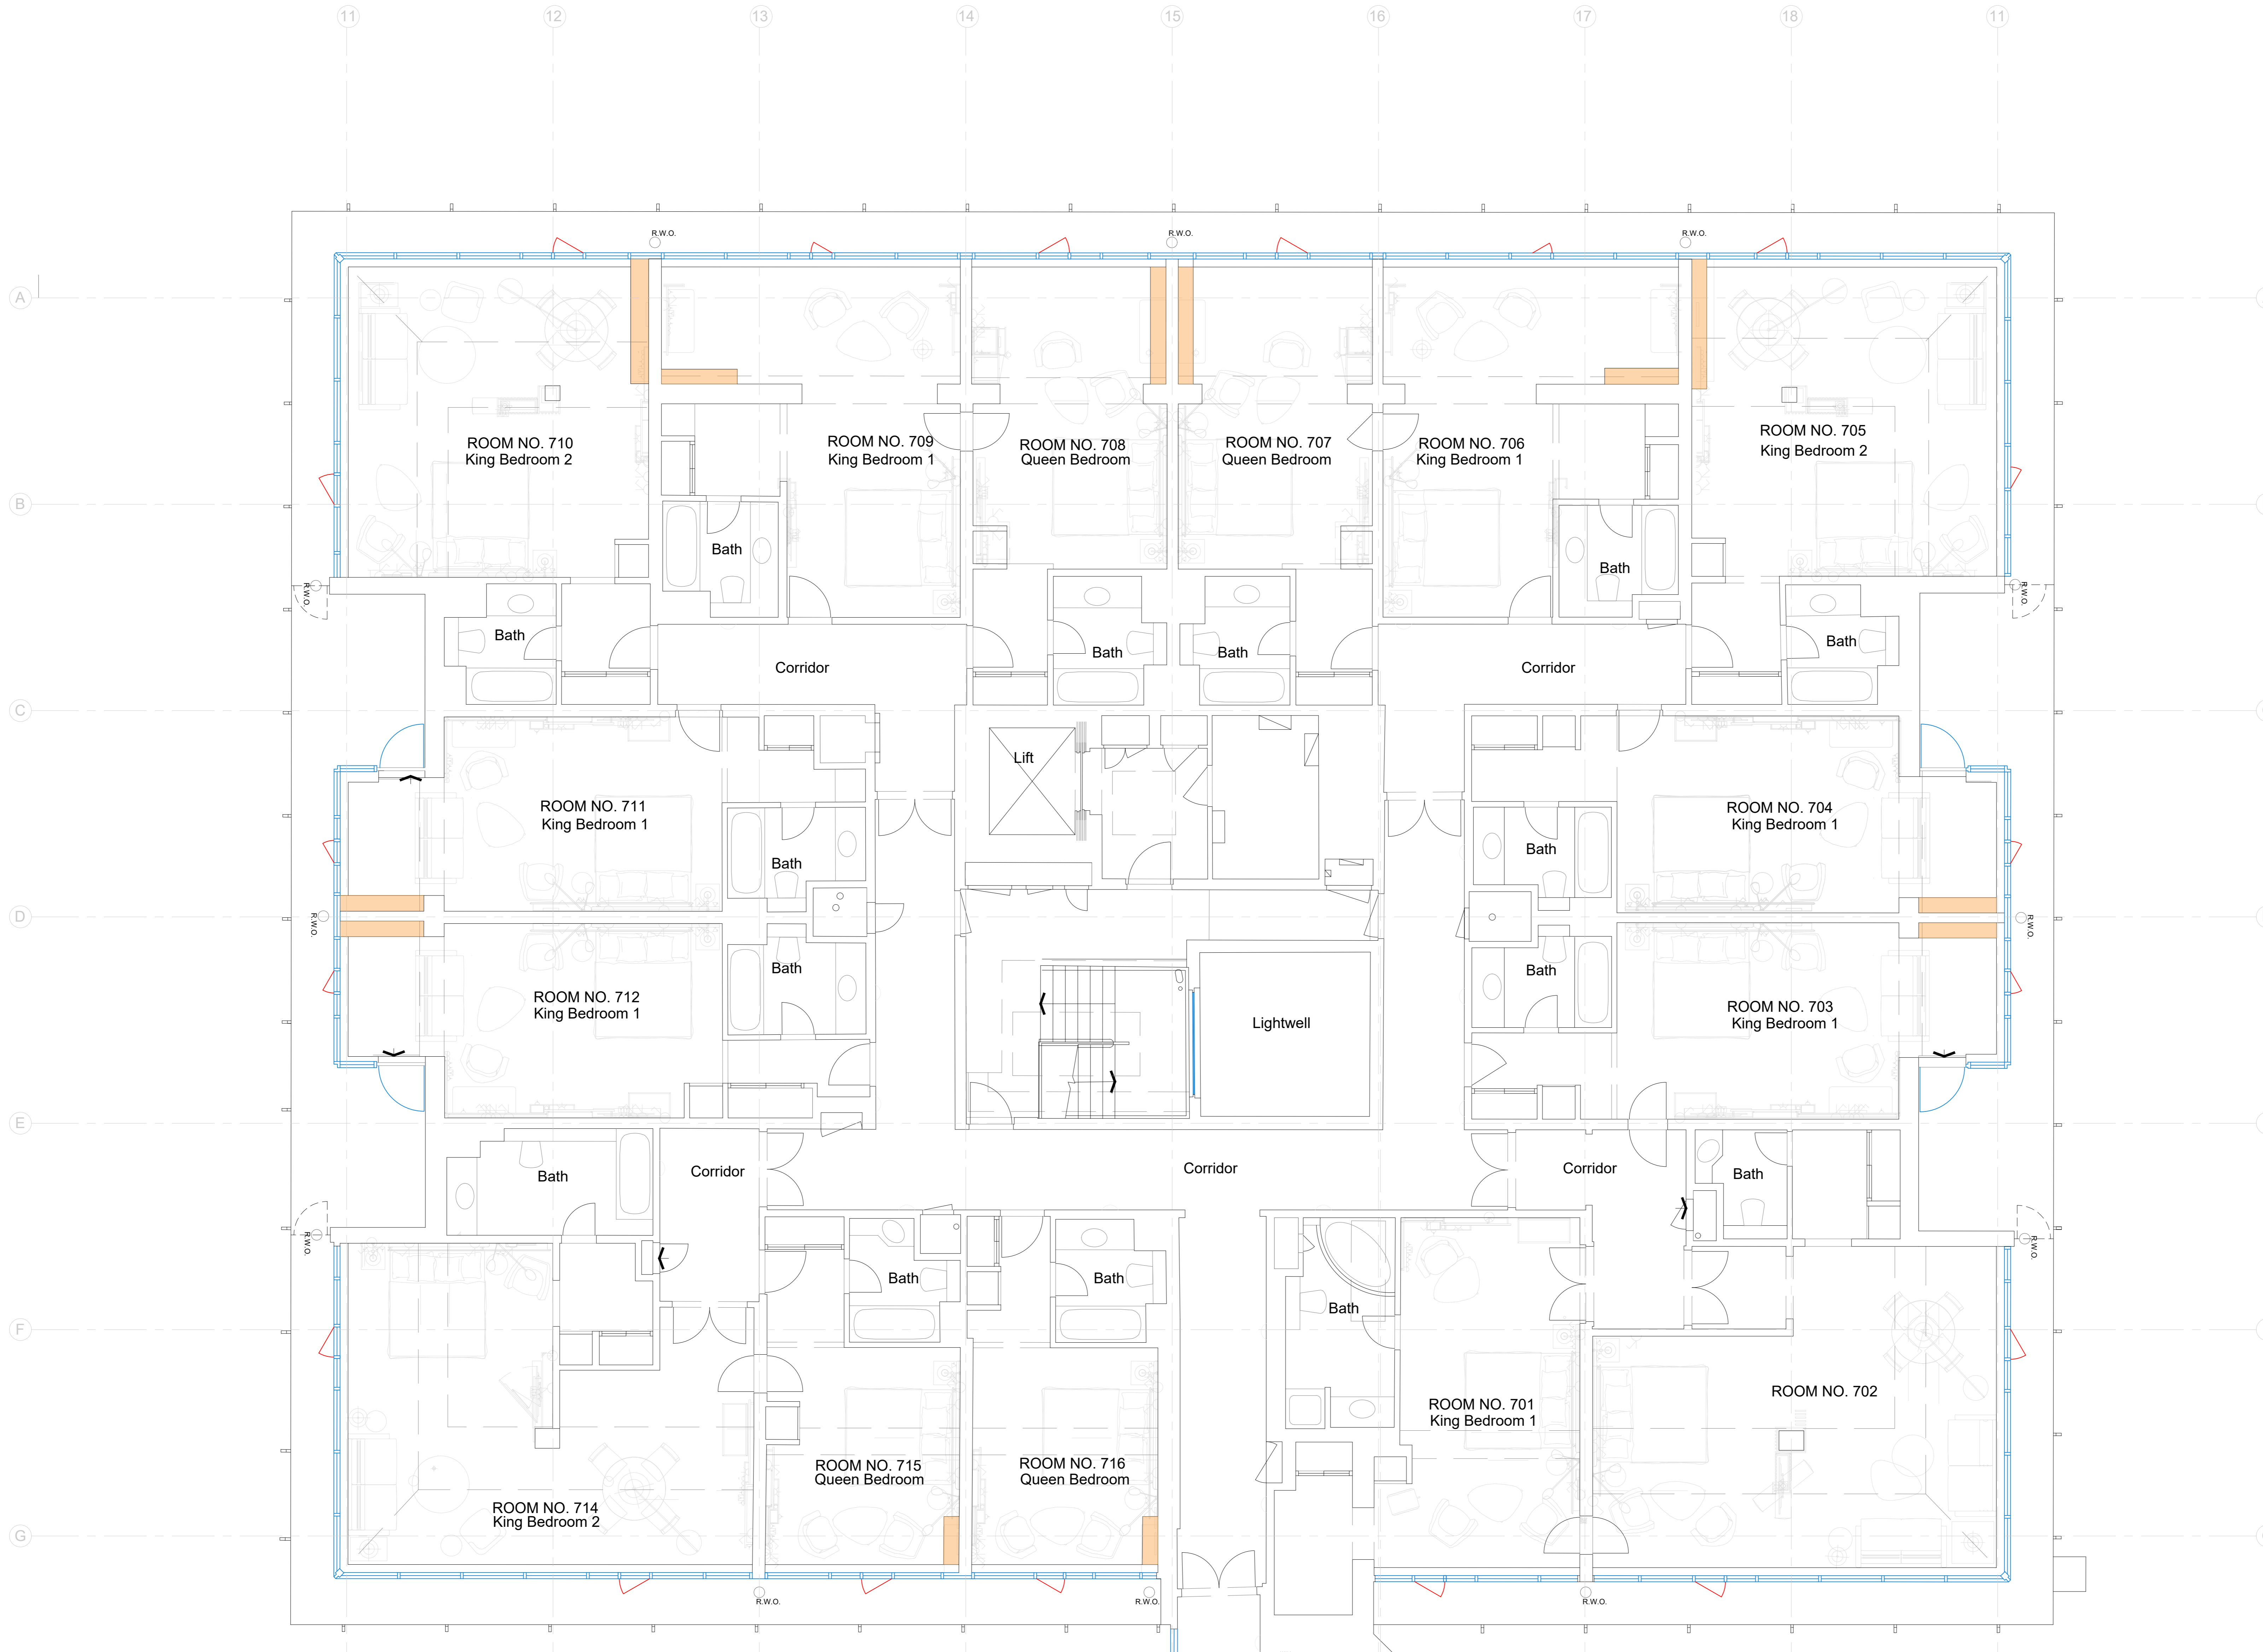 11
12
13
14
15
16
17
18
11
R.W.O.
R.W.O.
R.W.O.
A
ROOM NO. 710
King Bedroom 2
ROOM NO. 709
King Bedroom 1
ROOM NO. 708
Queen Bedroom
ROOM NO. 707
Queen Bedroom
ROOM NO. 706
King Bedroom 1
ROOM NO. 705
King Bedroom 2
B
Bath
Bath
R.W.O.
R.W.O.
Bath
Bath
Bath
Bath
Corridor
Corridor
C
Lift
ROOM NO. 711
King Bedroom 1
ROOM NO. 704
King Bedroom 1
Bath
Bath
D
R.W.O.
R.W.O.
Bath
Bath
ROOM NO. 712
King Bedroom 1
Lightwell
ROOM NO. 703
King Bedroom 1
E
Bath
Corridor
Corridor
Corridor
Bath
R.W.O.
R.W.O.
Bath
Bath
Bath
F
ROOM NO. 701
King Bedroom 1
ROOM NO. 702
ROOM NO. 715
Queen Bedroom
ROOM NO. 716
Queen Bedroom
ROOM NO. 714
King Bedroom 2
G
R.W.O.
R.W.O.
R.W.O.